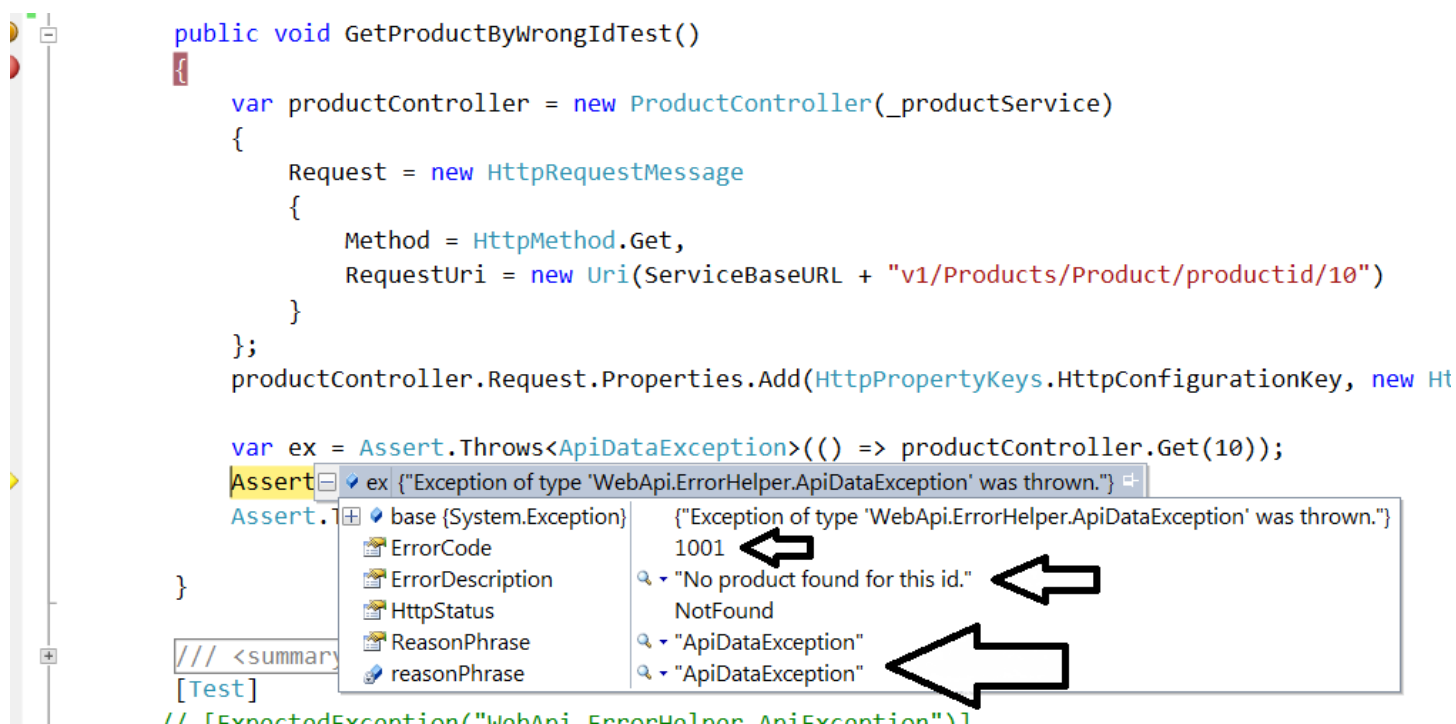 public void GetProductByWrongIdTest()
{
var productController = new ProductController(_productService)
{
Request = new HttpRequestMessage
{
Method = HttpMethod.Get,
RequestUri = new Uri(ServiceBaseURL + "v1/Products/Product/productid/10")
}
};
productController.Request.Properties.Add(HttpPropertyKeys.HttpConfigurationKey, new Ht
var ex = Assert.Throws<ApiDataException>(() => productController.Get(10));
Assert ex {"Exception of type 'WebApi.ErrorHelper.ApiDataException' was thrown."}
Assert.T base {System.Exception} {"Exception of type 'WebApi.ErrorHelper.ApiDataException' was thrown."}
ErrorCode 1001
ErrorDescription "No product found for this id."
} HttpStatus NotFound
ReasonPhrase "ApiDataException"
/// <summary reasonPhrase "ApiDataException"
[Test]
// [ExpectedException("WebApi.ErrorHelper.ApiException")]